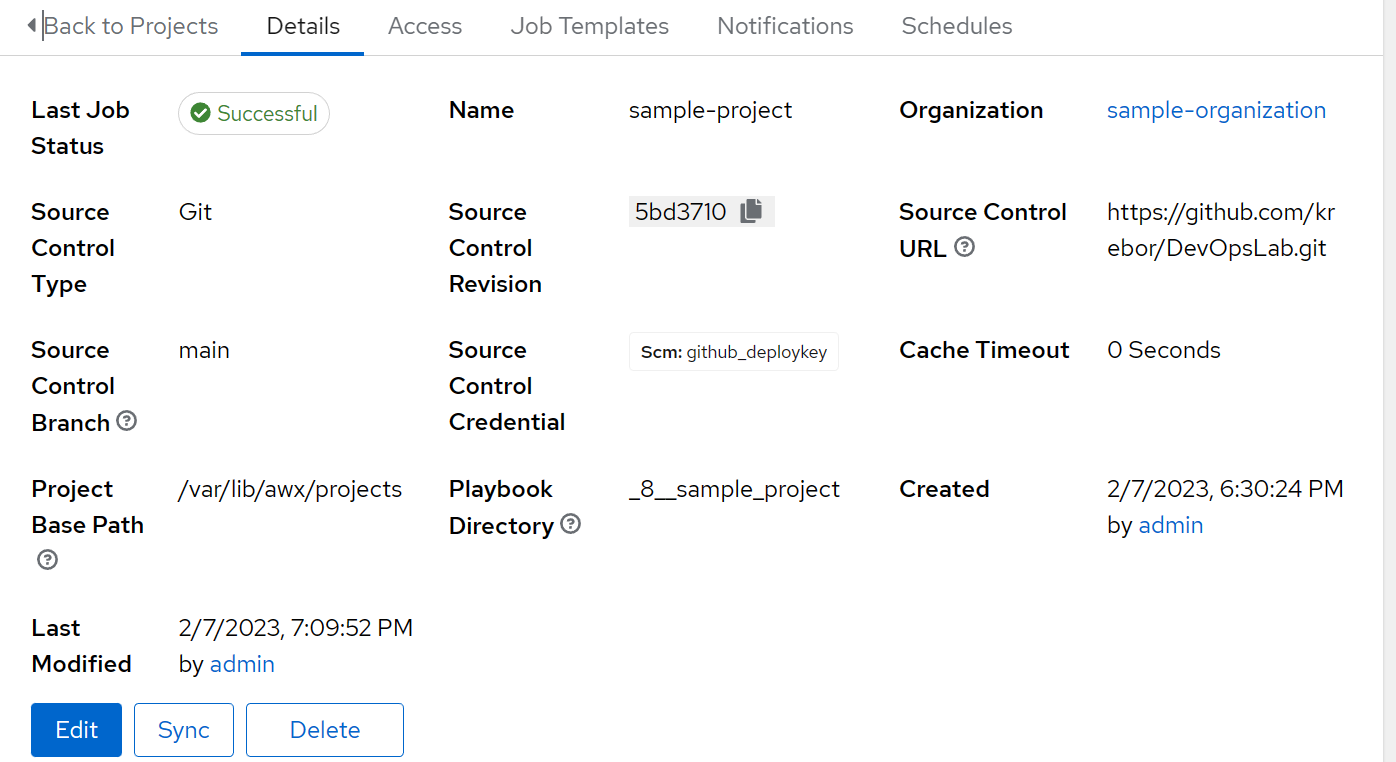 Back to Projects Details Access Job Templates Notifications Schedules
Last Job Status Successful Name sample-project Organization sample-organization
Source Control Type Git Source Control Revision 5bd3710 Source Control URL https://github.com/krebor/DevOpsLab.git
Source Control Branch main Source Control Credential Scm: github_deploykey Cache Timeout 0 Seconds
Project Base Path /var/lib/awx/projects Playbook Directory _8__sample_project Created 2/7/2023, 6:30:24 PM by admin
Last Modified 2/7/2023, 7:09:52 PM by admin
Edit Sync Delete